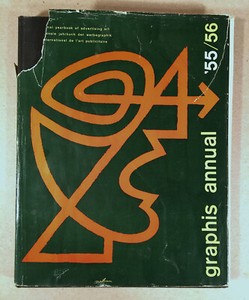 yearbook of advertising art
jahrbuch der werbegraphik
international de l'art publicitaire
graphis annual '55/56